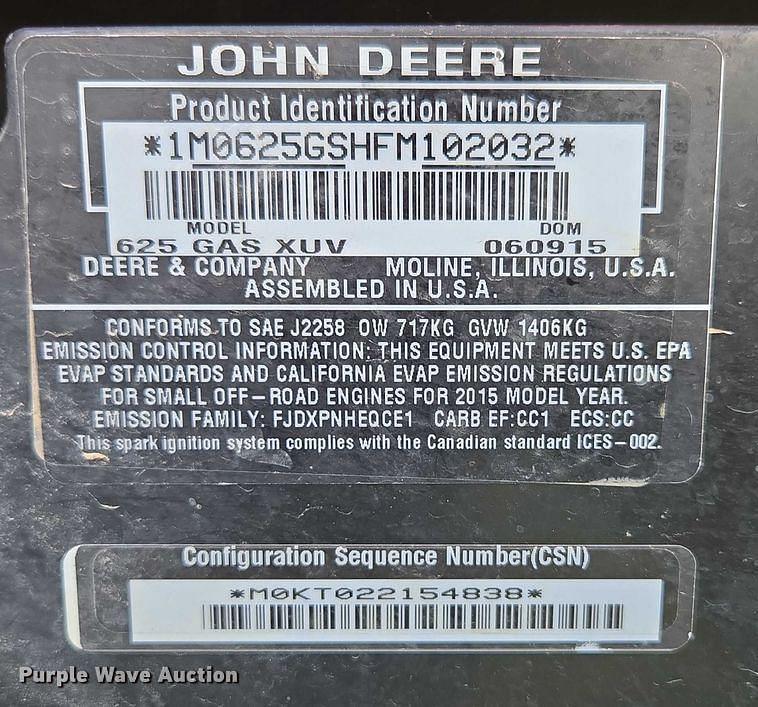 JOHN DEERE
Product Identification Number
*1M0625GSHFM102032*
MODEL DOM
625 GAS XUV 060915
DEERE & COMPANY MOLINE, ILLINOIS, U.S.A.
ASSEMBLED IN U.S.A.
CONFORMS TO SAE J2258 OW 717KG GVW 1406KG
EMISSION CONTROL INFORMATION: THIS EQUIPMENT MEETS U.S. EPA
EVAP STANDARDS AND CALIFORNIA EVAP EMISSION REGULATIONS
FOR SMALL OFF-ROAD ENGINES FOR 2015 MODEL YEAR.
EMISSION FAMILY: FJDXPNHEQCE1 CARB EF:CC1 ECS:CC
This spark ignition system complies with the Canadian standard ICES-002.
Configuration Sequence Number(CSN)
*M0KT022154838*
Purple Wave Auction